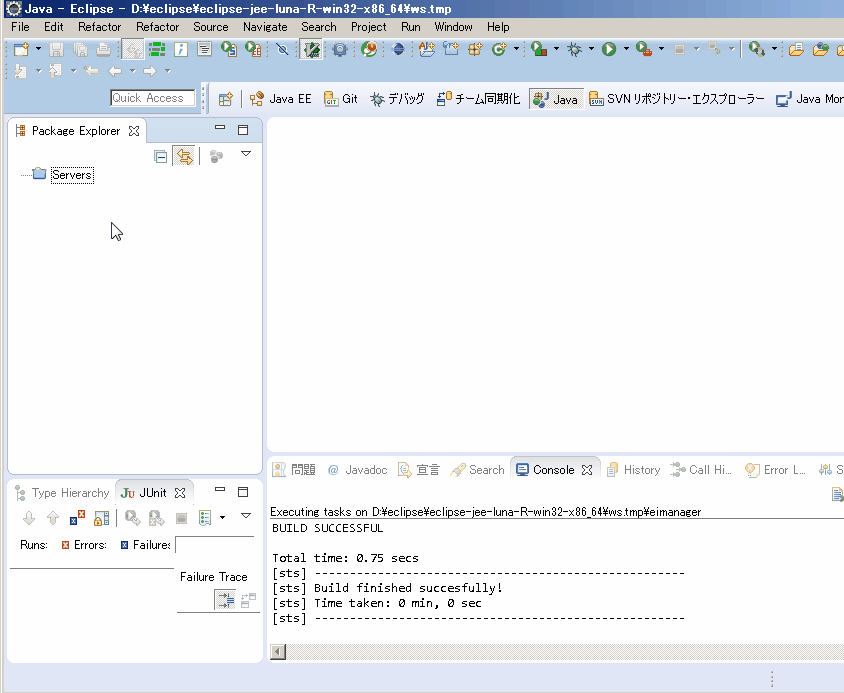 Java - Eclipse - D:¥eclipse¥eclipse-jee-luna-R-win32-x86_64¥ws.tmp
File Edit Refactor Refactor Source Navigate Search Project Run Window Help
Quick Access Java EE Git デバッグ チーム同期化 Java SVN リポジトリー・エクスプローラー Java Mor
Package Explorer
Servers
問題 Javadoc 宣言 Search Console History Call Hi... Error L... S
Type Hierarchy JUnit
Executing tasks on D:¥eclipse¥eclipse-jee-luna-R-win32-x86_64¥ws.tmp¥eimanager
BUILD SUCCESSFUL
Runs: Errors: Failures:
Total time: 0.75 secs
[sts] -----------------------------------------------------
Failure Trace
[sts] Build finished succesfully!
[sts] Time taken: 0 min, 0 sec
[sts] -----------------------------------------------------